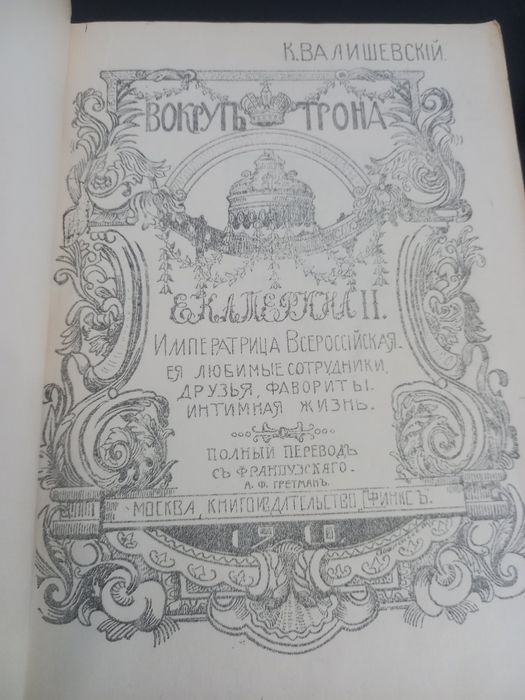 К. ВАЛИШЕВСКІЙ.
ВОКРУГЪ ТРОНА
ЕКАТЕРИНА II.
ИМПЕРАТРИЦА ВСЕРОССІЙСКАЯ.
ЕЯ ЛЮБИМЫЕ СОТРУДНИКИ,
ДРУЗЬЯ, ФАВОРИТЫ.
ИНТИМНАЯ ЖИЗНЬ.
ПОЛНЫЙ ПЕРЕВОДЪ
СЪ ФРАНЦУЗСКАГО.
А. Ф. ГРЕТМАНЪ.
МОСКВА, КНИГОИЗДАТЕЛЬСТВО „СФИНКСЪ.